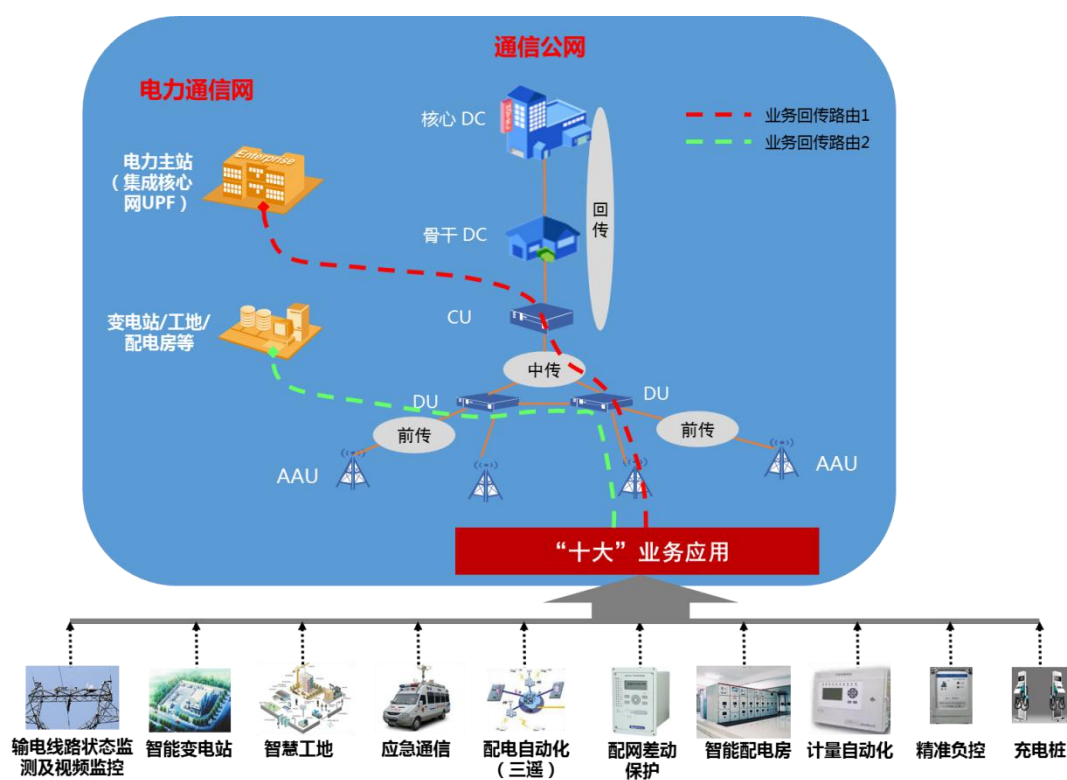 通信公网
电力通信网
核心 DC
业务回传路由1
业务回传路由2
Enterprise
电力主站
（集成核心
网UPF）
回传
骨干 DC
CU
变电站/工地/
配电房等
中传
DU
DU
前传
前传
AAU
AAU
“十大”业务应用
输电线路状态监
测及视频监控
智能变电站
智慧工地
应急通信
配电自动化
（三遥）
配网差动
保护
智能配电房
计量自动化
精准负控
充电桩